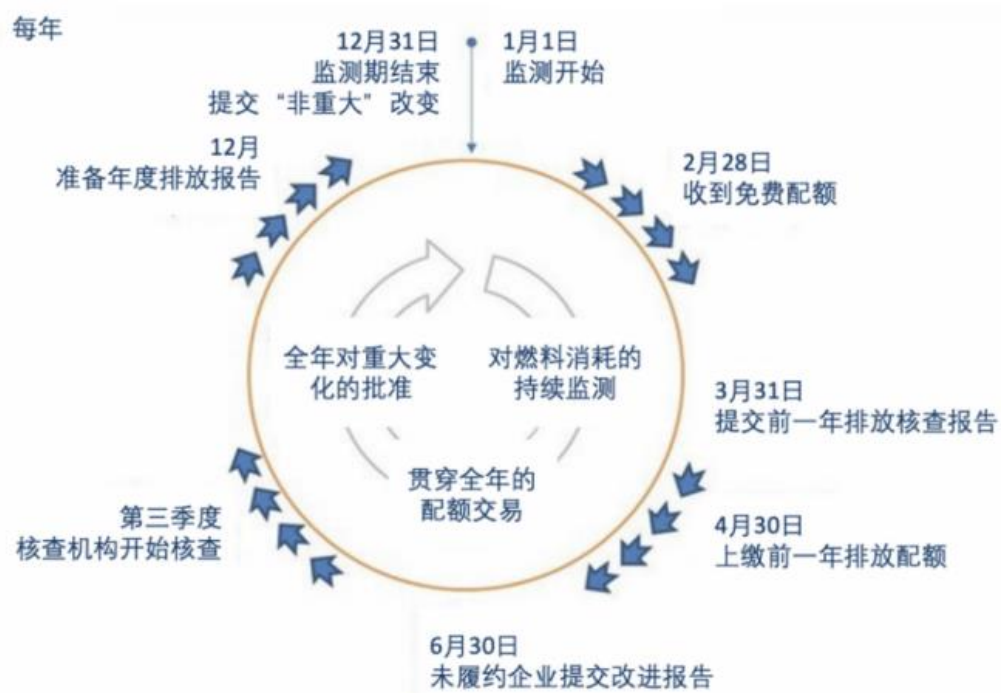 每年
12月31日
监测期结束
提交“非重大”改变
1月1日
监测开始
2月28日
收到免费配额
3月31日
提交前一年排放核查报告
4月30日
上缴前一年排放配额
6月30日
未履约企业提交改进报告
第三季度
核查机构开始核查
12月
准备年度排放报告
全年对重大变
化的批准
对燃料消耗的
持续监测
贯穿全年的
配额交易